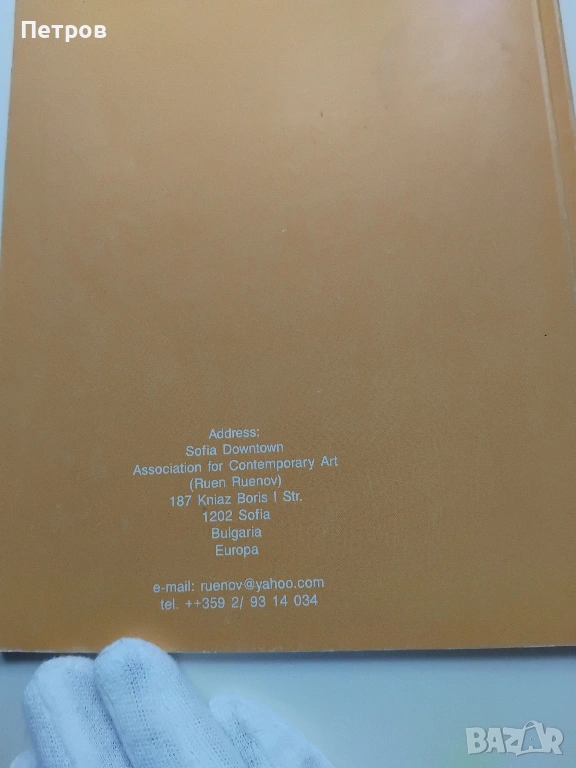 Петров
Address:
Sofia Downtown
Association for Contemporary Art
(Ruen Ruenov)
187 Kniaz Boris I Str.
1202 Sofia
Bulgaria
Europa
e-mail: ruenov@yahoo.com
tel. ++359 2/ 93 14 034
BAZAR